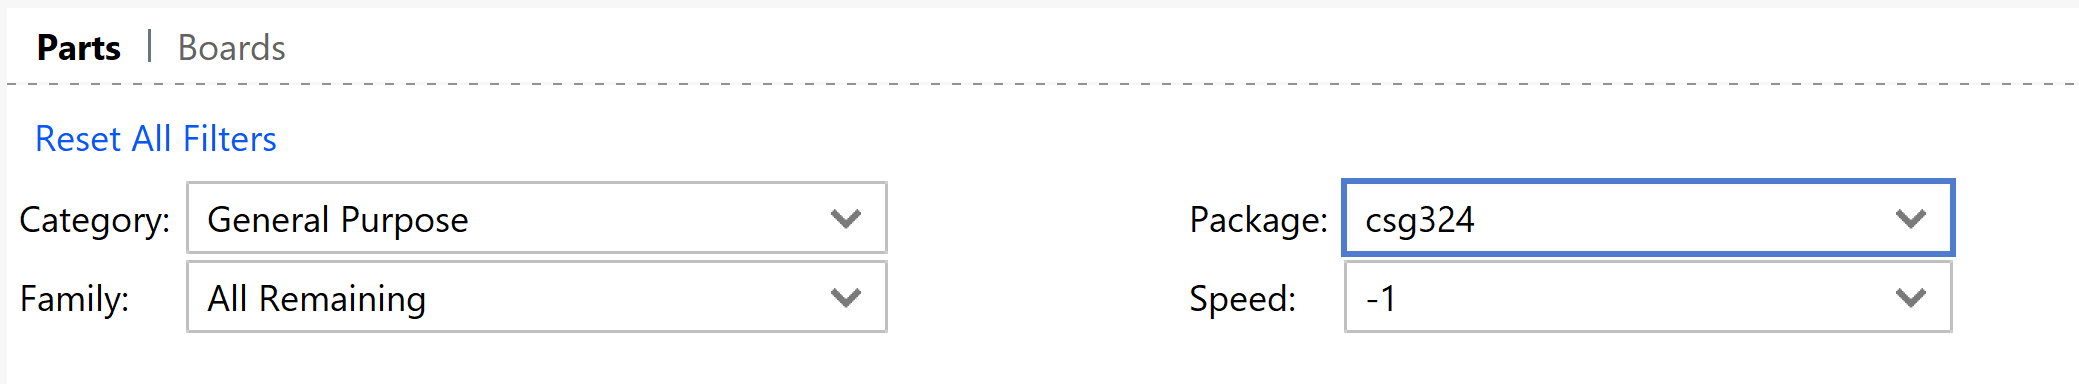 Parts | Boards
Reset All Filters
Category: General Purpose Package: csg324
Family: All Remaining Speed: -1